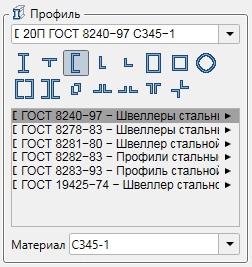 Профиль
[ 20П ГОСТ 8240-97 С345-1
[ ГОСТ 8240-97 - Швеллеры стальны
[ ГОСТ 8278-83 - Швеллеры стальны
[ ГОСТ 8281-80 - Швеллер стальной
[ ГОСТ 8282-83 - Профили стальные
[ ГОСТ 8283-93 - Профиль стальной
[ ГОСТ 19425-74 - Швеллер стально
Материал С345-1